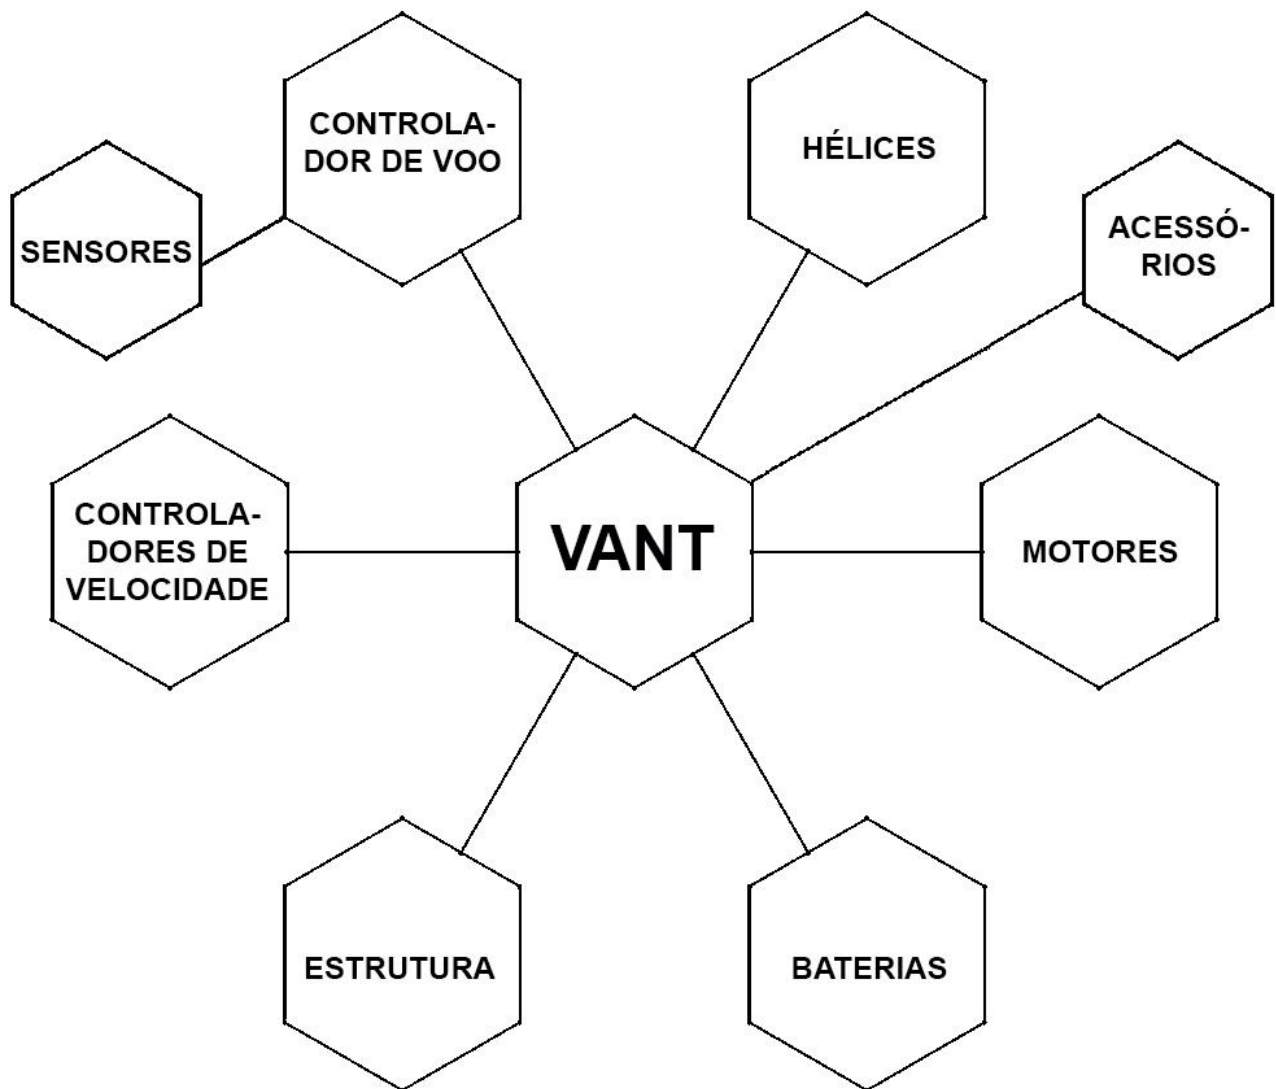 CONTROLA-
DOR DE VOO
HÉLICES
SENSORES
ACESSÓ-
RIOS
CONTROLA-
DORES DE
VELOCIDADE
VANT
MOTORES
ESTRUTURA
BATERIAS